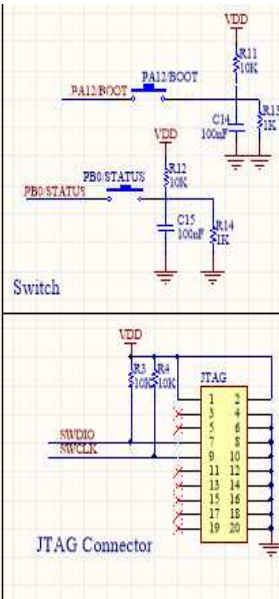 VDD
R11
10K
PA12/BOOT
PA12/BOOT
C14
100nF
R13
1K
VDD
R12
10K
PB0/STATUS
PB0/STATUS
C15
100nF
R14
1K
Switch
VDD
R3
10K
R4
10K
JTAG
1 2
3 4
5 6
SWDIO
7 8
SWCLK
9 10
11 12
13 14
15 16
17 18
19 20
JTAG Connector